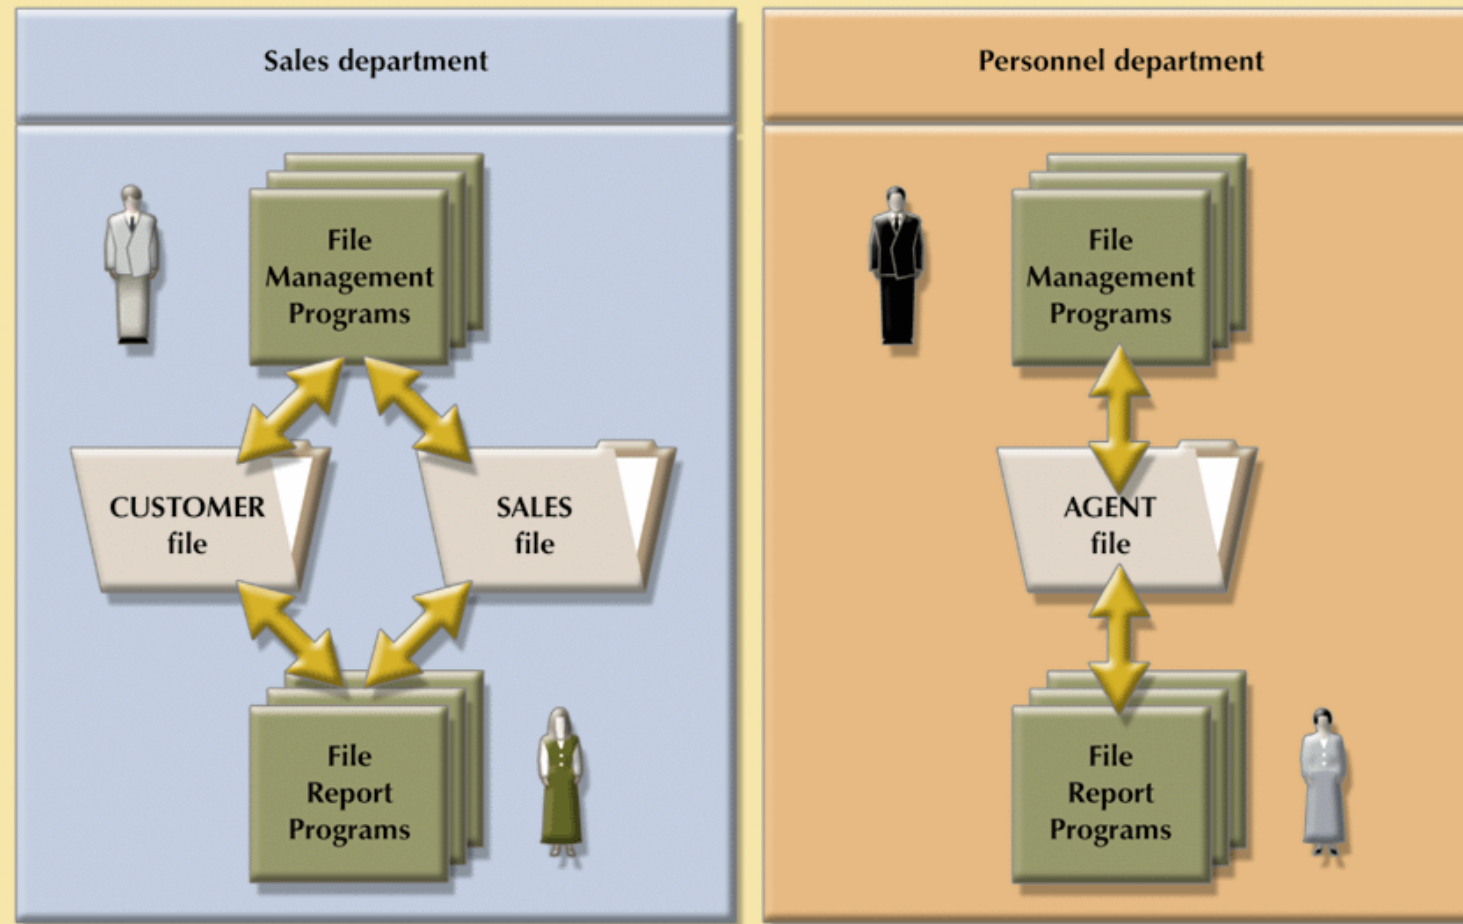 Sales department
File
Management
Programs
CUSTOMER
file
SALES
file
File
Report
Programs
Personnel department
File
Management
Programs
AGENT
file
File
Report
Programs